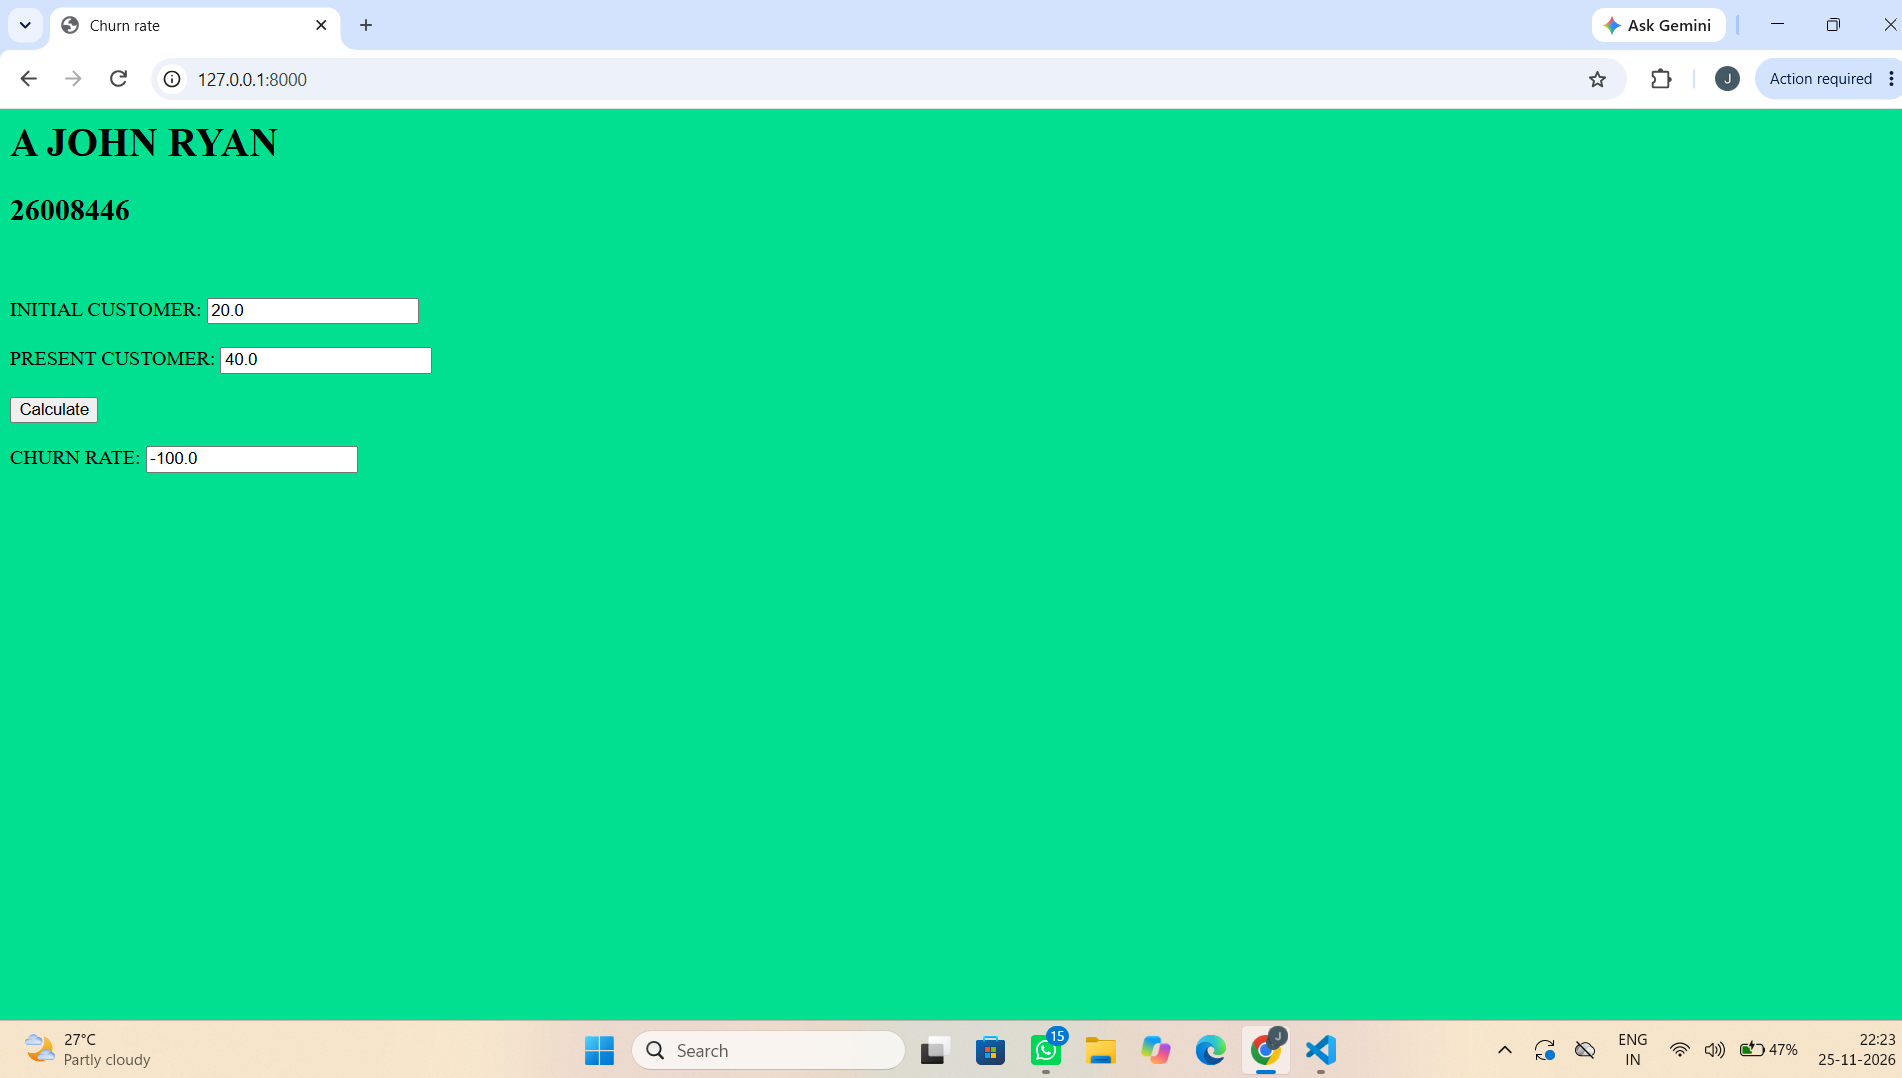 Churn rate
Ask Gemini
127.0.0.1:8000
J
Action required
A JOHN RYAN
26008446
INITIAL CUSTOMER: 20.0
PRESENT CUSTOMER: 40.0
Calculate
CHURN RATE: -100.0
27°C
Partly cloudy
Search
15
J
ENG
IN
47%
22:23
25-11-2026